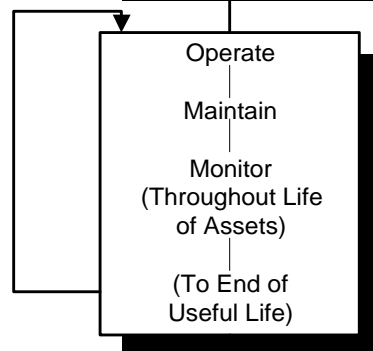 Operate
Maintain
Monitor
(Throughout Life
of Assets)
(To End of
Useful Life)